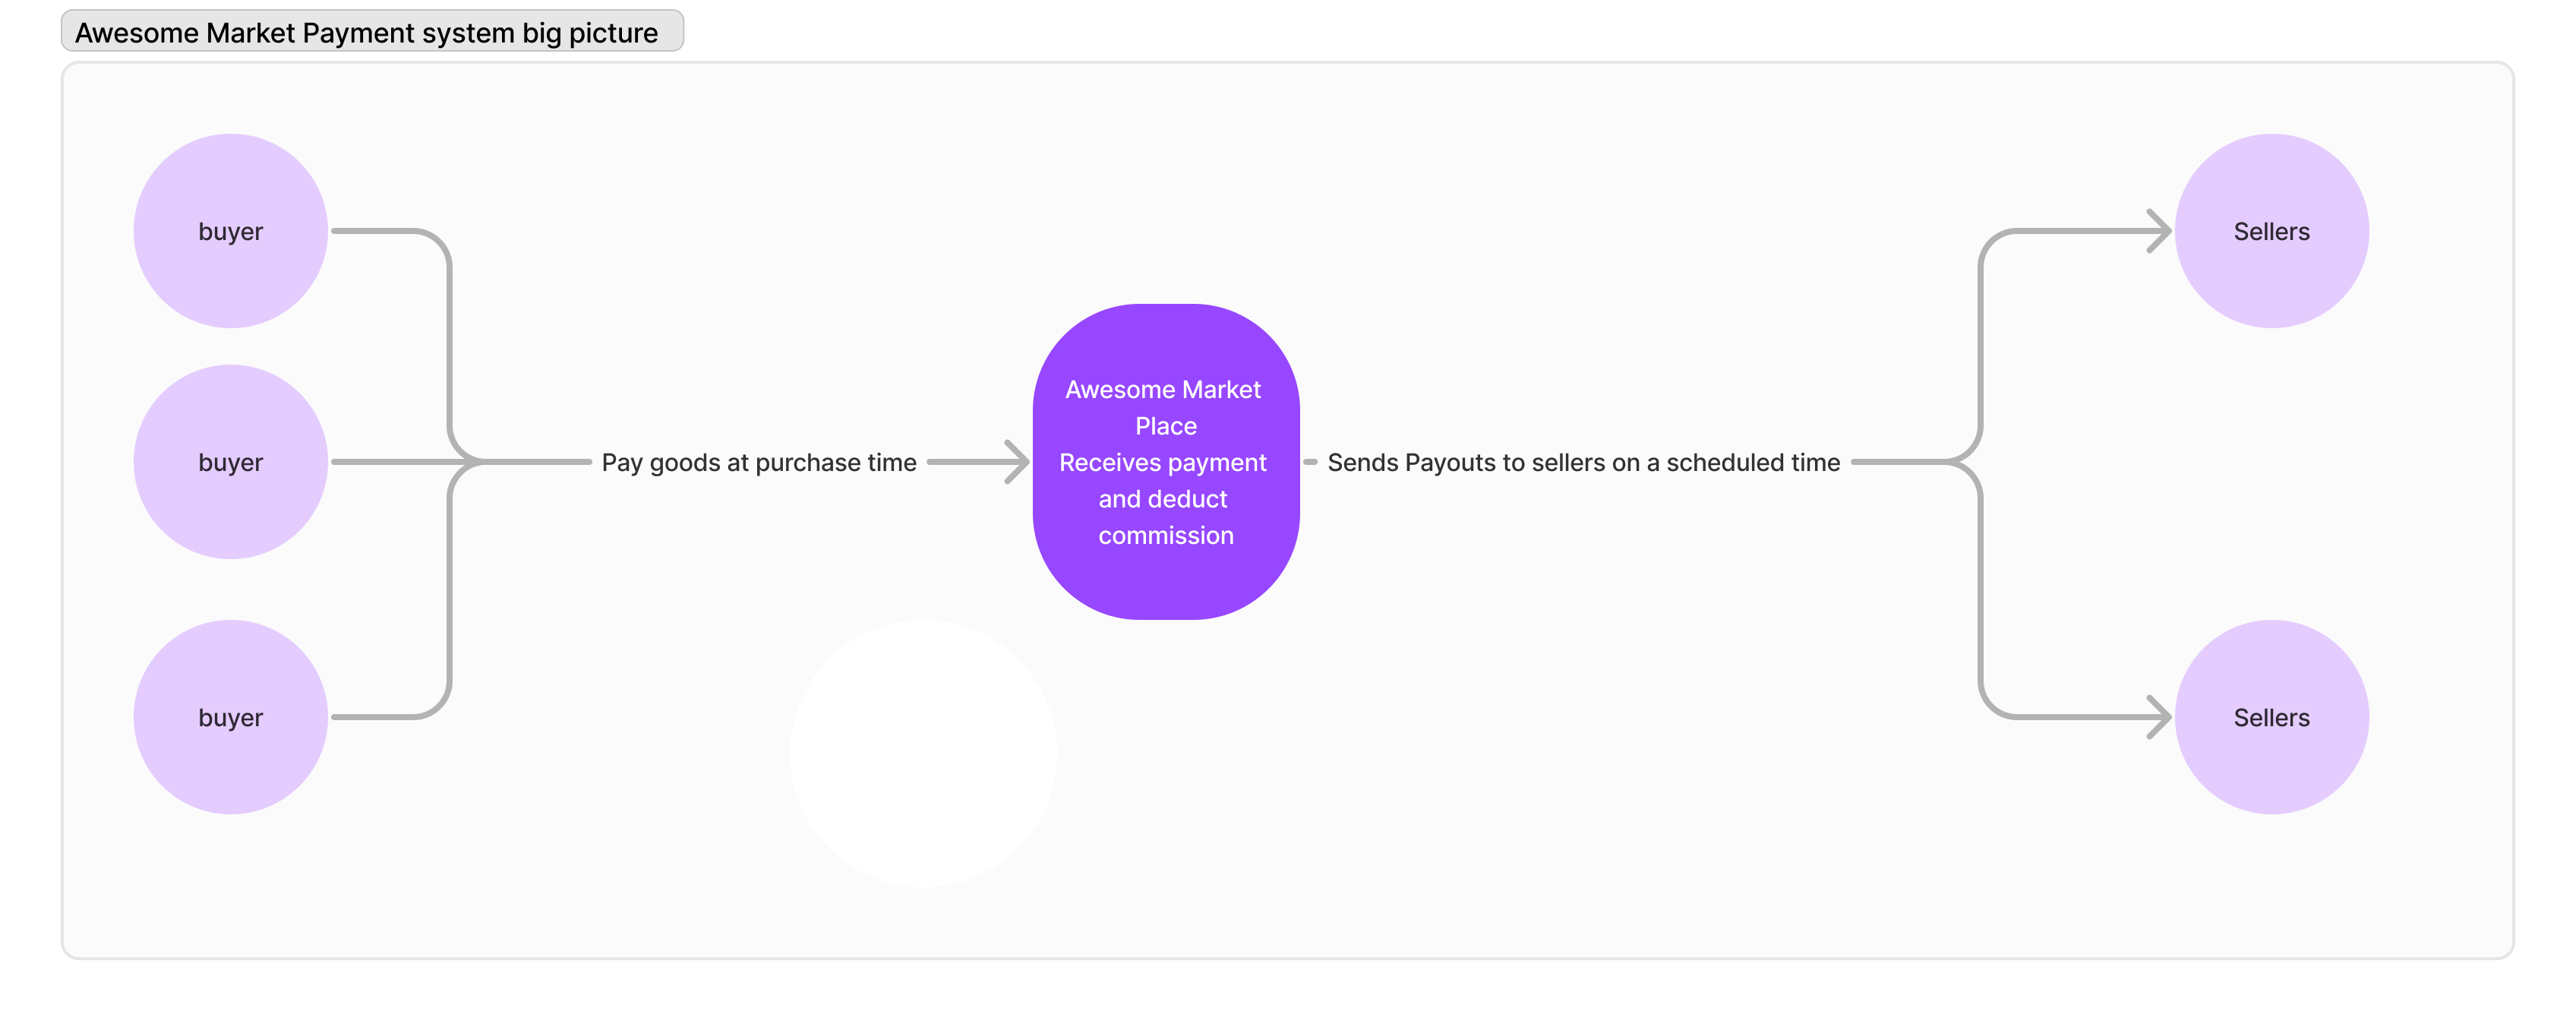 Awesome Market Payment system big picture
buyer
Sellers
Awesome Market
Place
Receives payment
and deduct
commission
buyer
Pay goods at purchase time
Sends Payouts to sellers on a scheduled time
buyer
Sellers